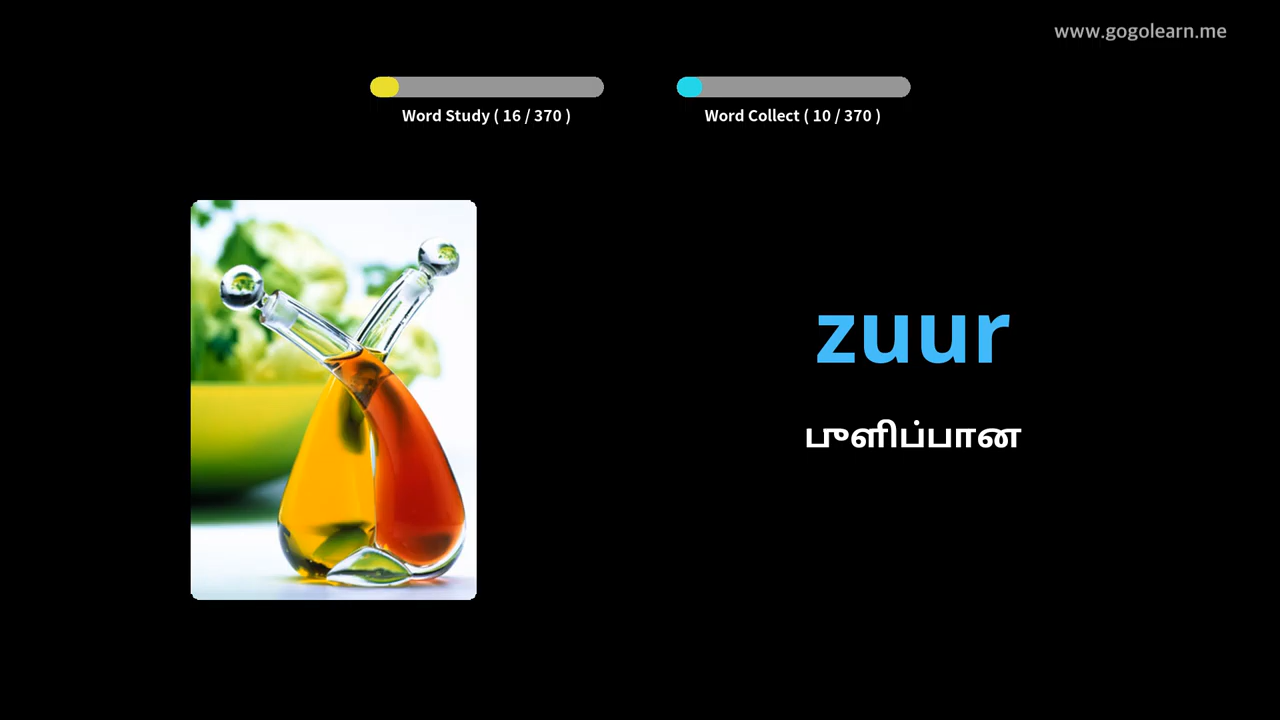 www.gogolearn.me
Word Study ( 16 / 370 )
Word Collect ( 10 / 370 )
zuur
புளிப்பான